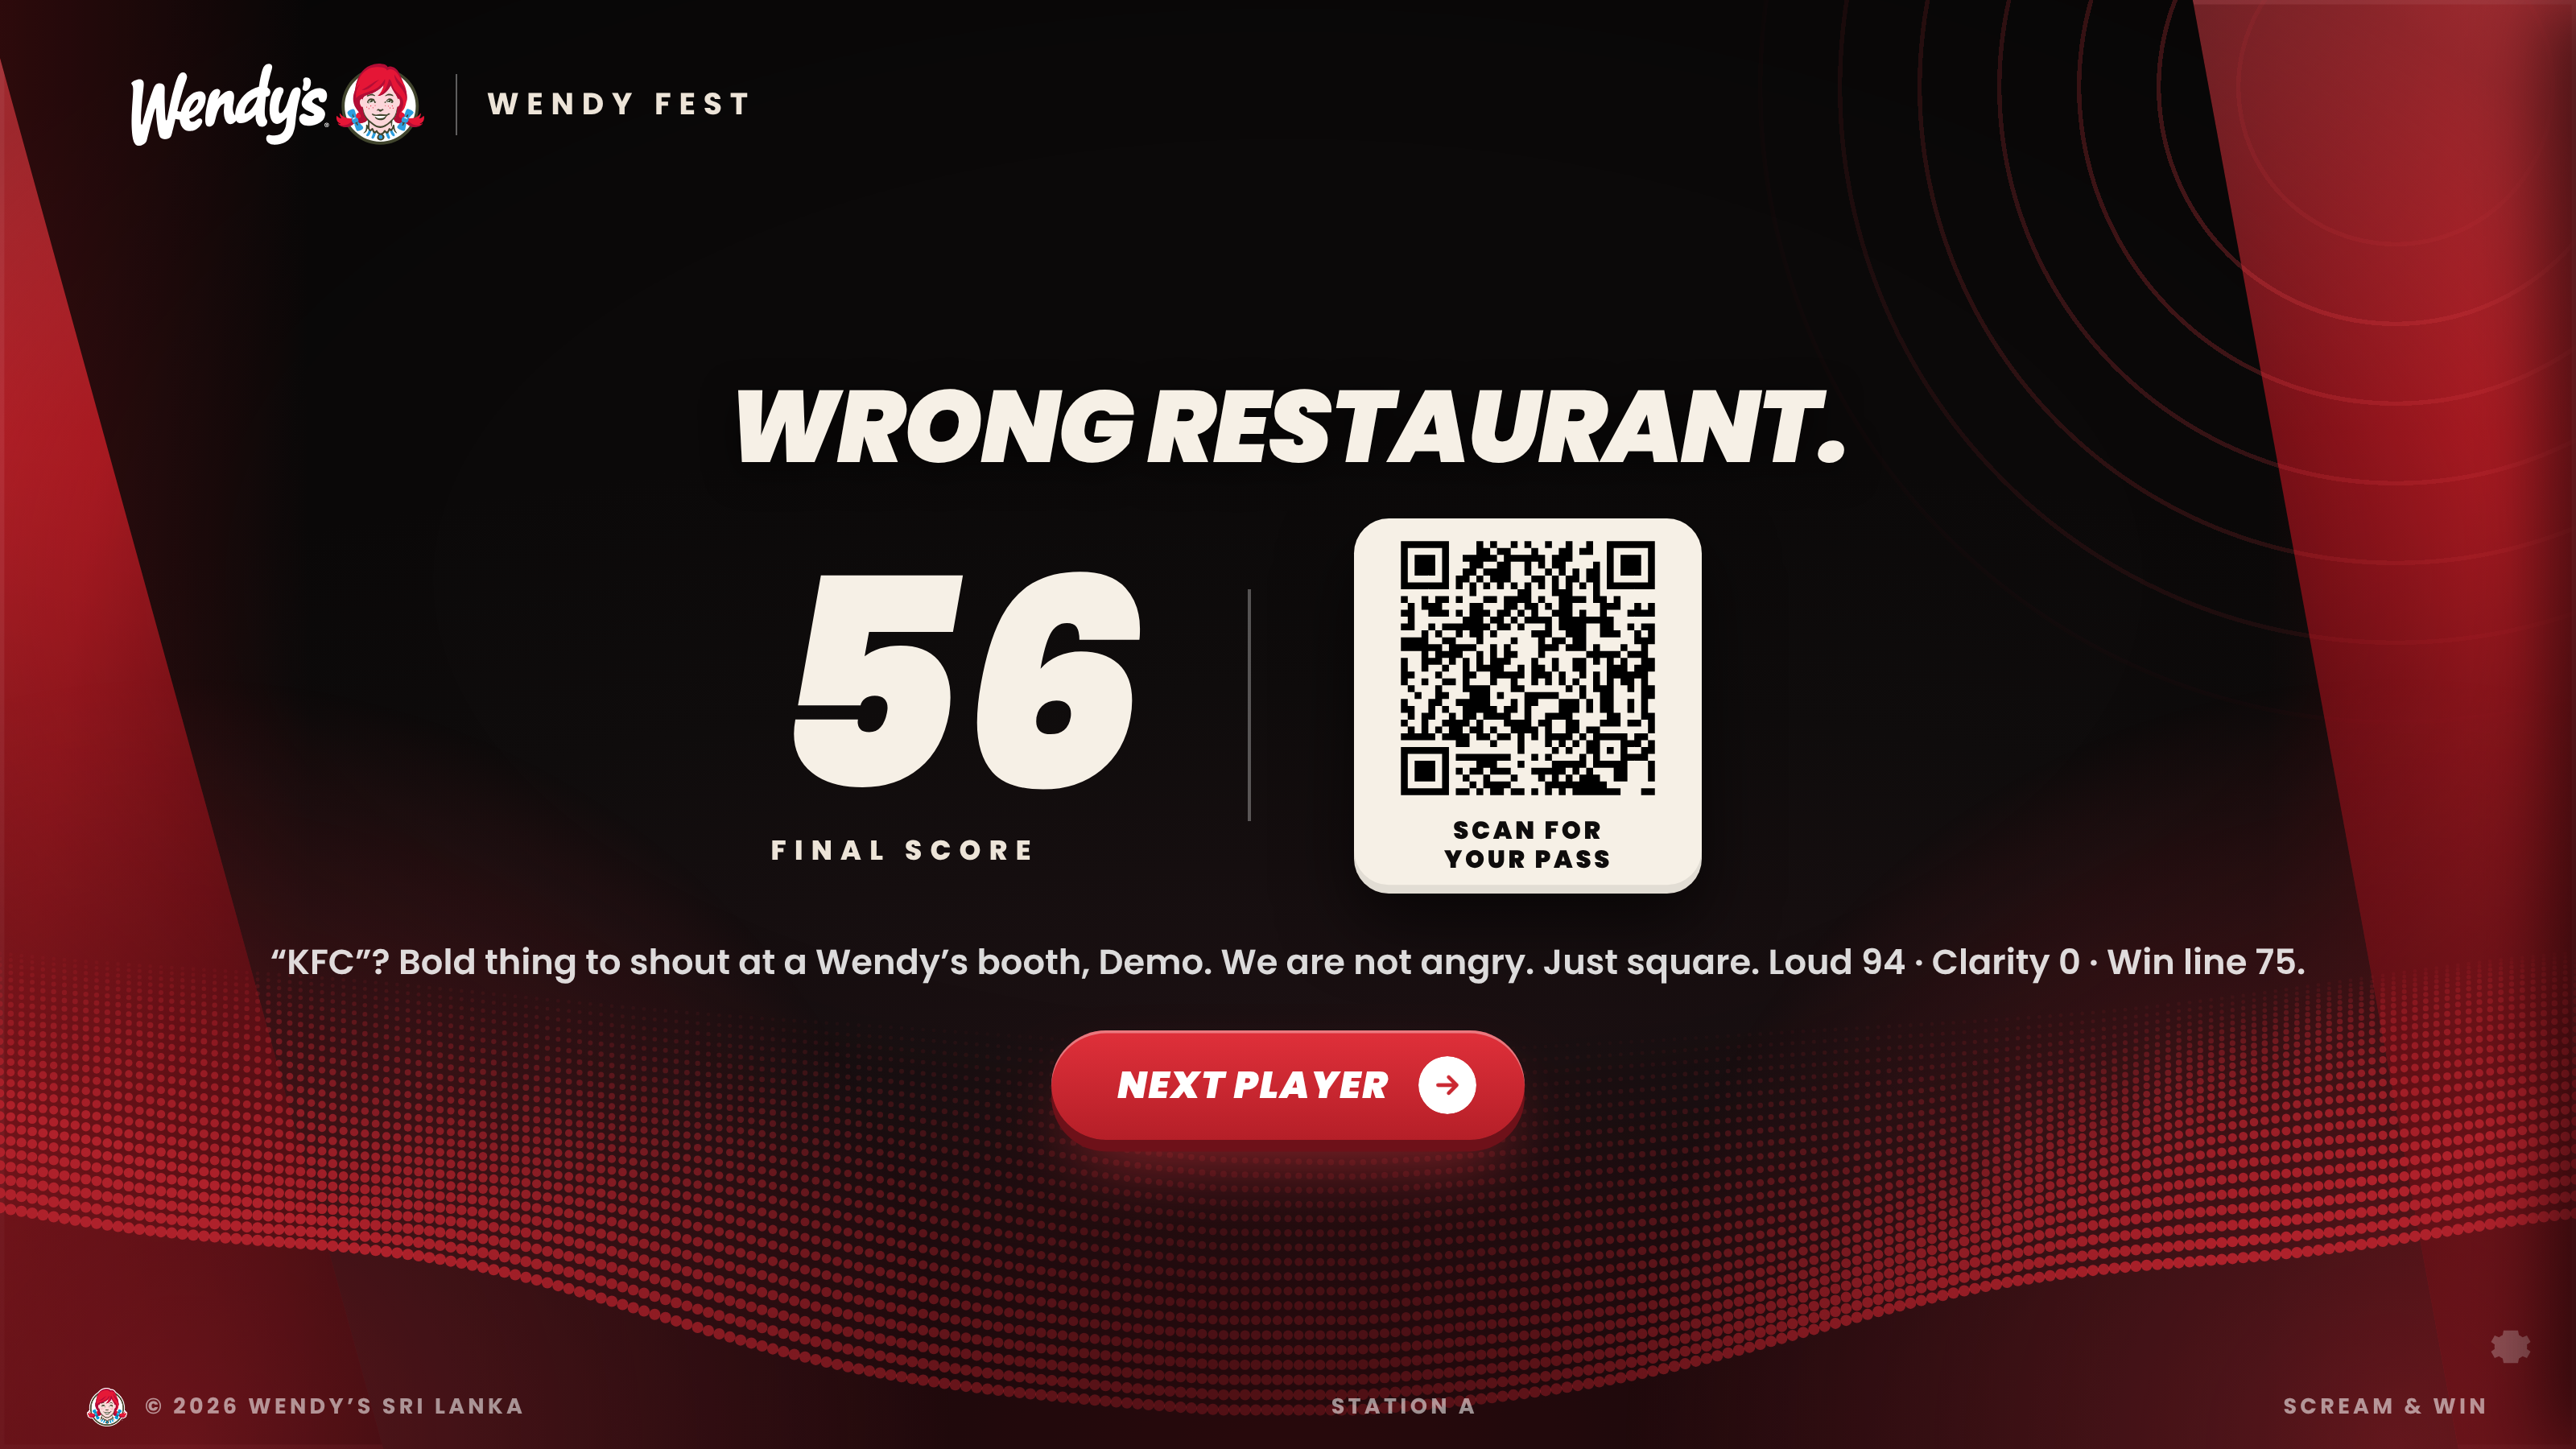 Wendy's
WENDY FEST
WRONG RESTAURANT.
56
FINAL SCORE
SCAN FOR
YOUR PASS
“KFC”? Bold thing to shout at a Wendy’s booth, Demo. We are not angry. Just square. Loud 94 · Clarity 0 · Win line 75.
NEXT PLAYER
© 2026 WENDY’S SRI LANKA
STATION A
SCREAM & WIN